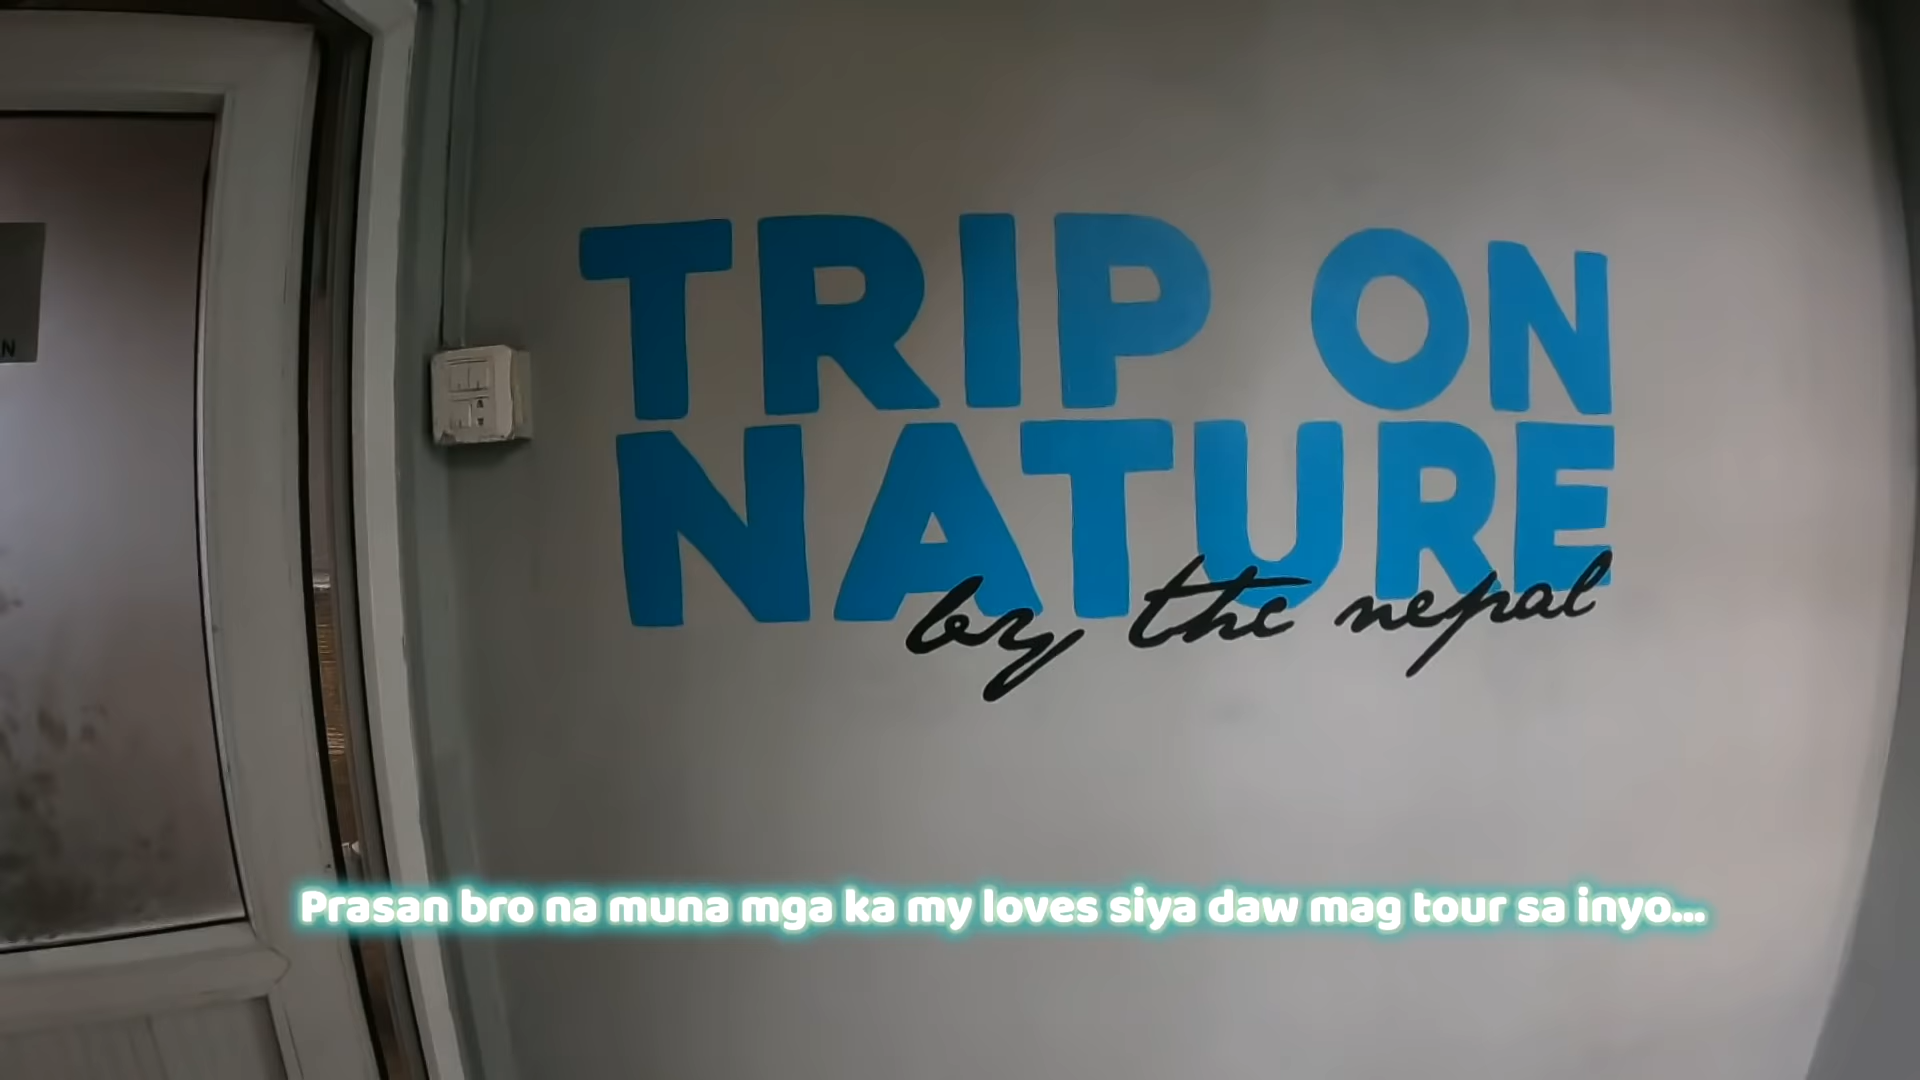 N
TRIP ON
NATURE
by the nepal
Prasan bro na muna mga ka my loves siya daw mag tour sa inyo...